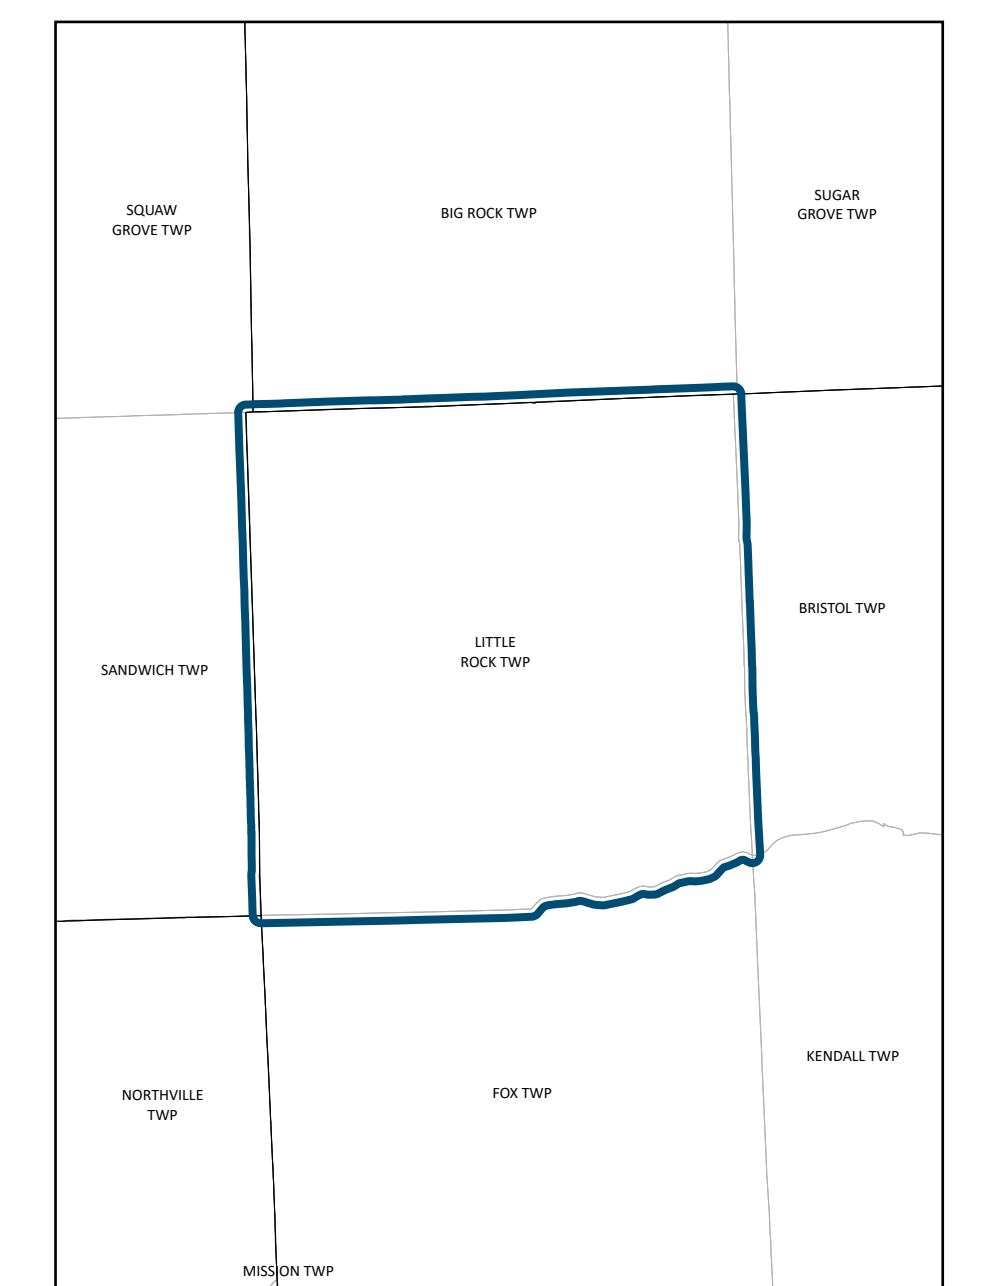 SQUAW
GROVE TWP
BIG ROCK TWP
SUGAR
GROVE TWP
SANDWICH TWP
LITTLE
ROCK TWP
BRISTOL TWP
NORTHVILLE
TWP
FOX TWP
KENDALL TWP
MISSION TWP